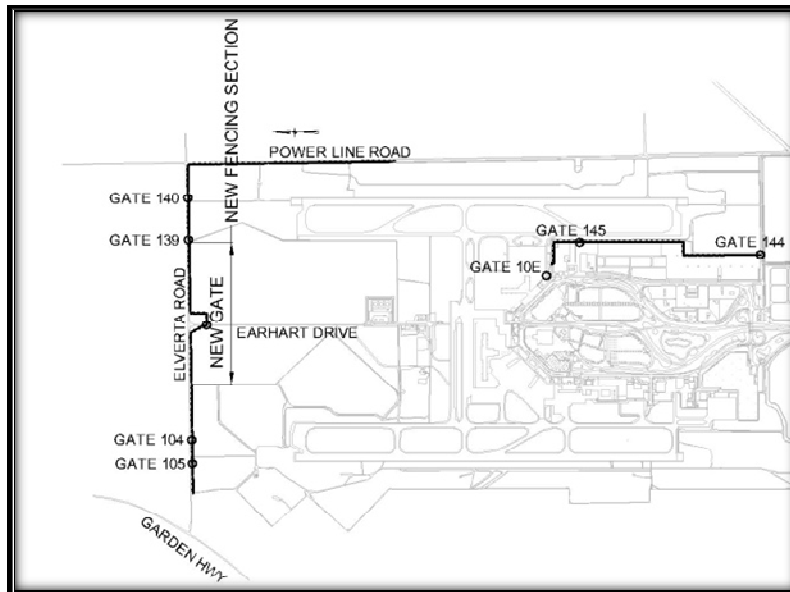 NEW FENCING SECTION
POWER LINE ROAD
GATE 140
GATE 145
GATE 139
GATE 144
GATE 10E
ELVERTA ROAD
NEW GATE
EARHART DRIVE
GATE 104
GATE 105
GARDEN HWY